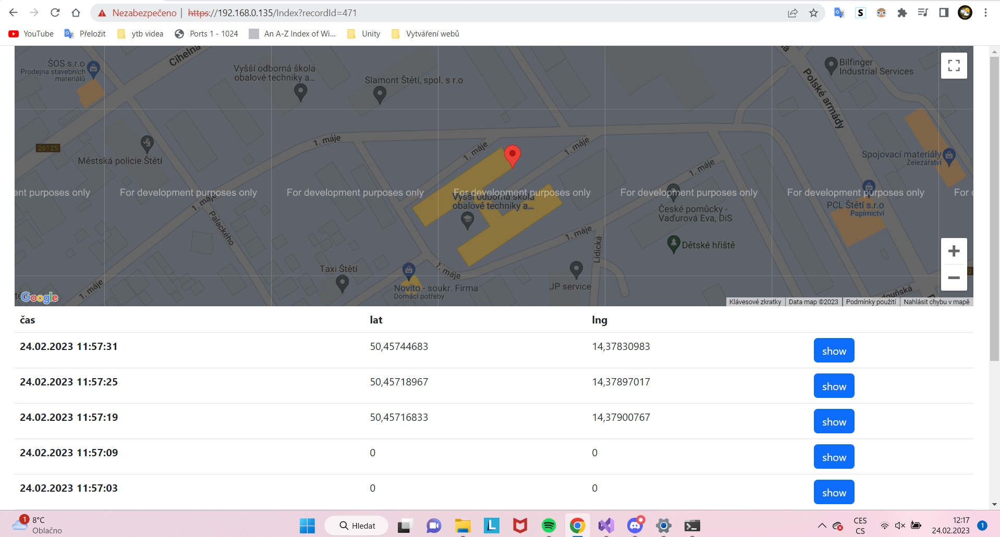 Nezabezpečeno | https://192.168.0.135/Index?recordId=471
YouTube
Přeložit
ytb videa
Ports 1 - 1024
An A-Z Index of Wi...
Unity
Vytváření webů
Cihelna
ŠOS s.r.o
Prodejna stavebních
materiálů
Vyšší odborná škola
obalové techniky a...
Slamont Štětí, spol. s r.o
Bilfinger
Industrial Services
Polské armády
1. máje
26125
Městská policie Štětí
1. máje
1. máje
1. máje
Spojovací materiály
Železářství
ent purposes only
For development purposes only
For development purposes only
For development purposes only
For development purposes only
For development purposes only
For
Vyšší odborná škola
obalové techniky a...
1. máje
Palackého
České pomůcky -
Vaďurová Eva, DiS
PCL Štětí s.r.o
Papírnictví
1. máje
Lidická
Dětské hřiště
Taxi Štětí
1. máje
1. máje
Novito - soukr. Firma
Domácí potřeby
JP service
ouňská
Google
Klávesové zkratky
Data map ©2023
Podmínky použití
Nahlásit chybu v mapě
čas lat lng
24.02.2023 11:57:31 50,45744683 14,37830983 show
24.02.2023 11:57:25 50,45718967 14,37897017 show
24.02.2023 11:57:19 50,45716833 14,37900767 show
24.02.2023 11:57:09 0 0 show
24.02.2023 11:57:03 0 0 show
1
8°C
Oblačno
Hledat
CES
CS
12:17
24.02.2023
1